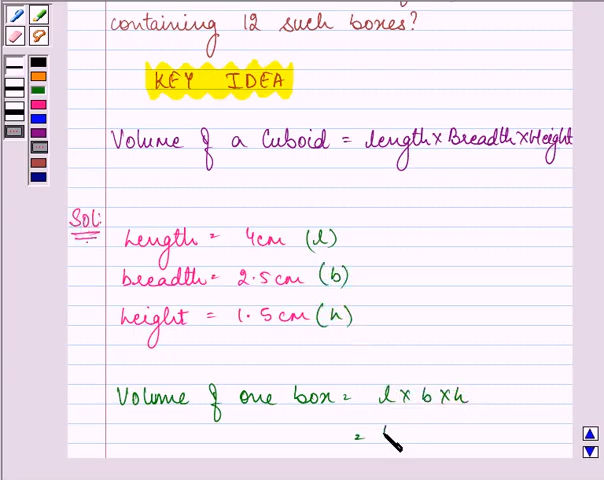 containing 12 such boxes?
KEY IDEA
Volume of a Cuboid = length × Breadth × Height
Sol:
Length = 4cm (l)
breadth = 2.5cm (b)
height = 1.5cm (h)
Volume of one box = l × b × h
=